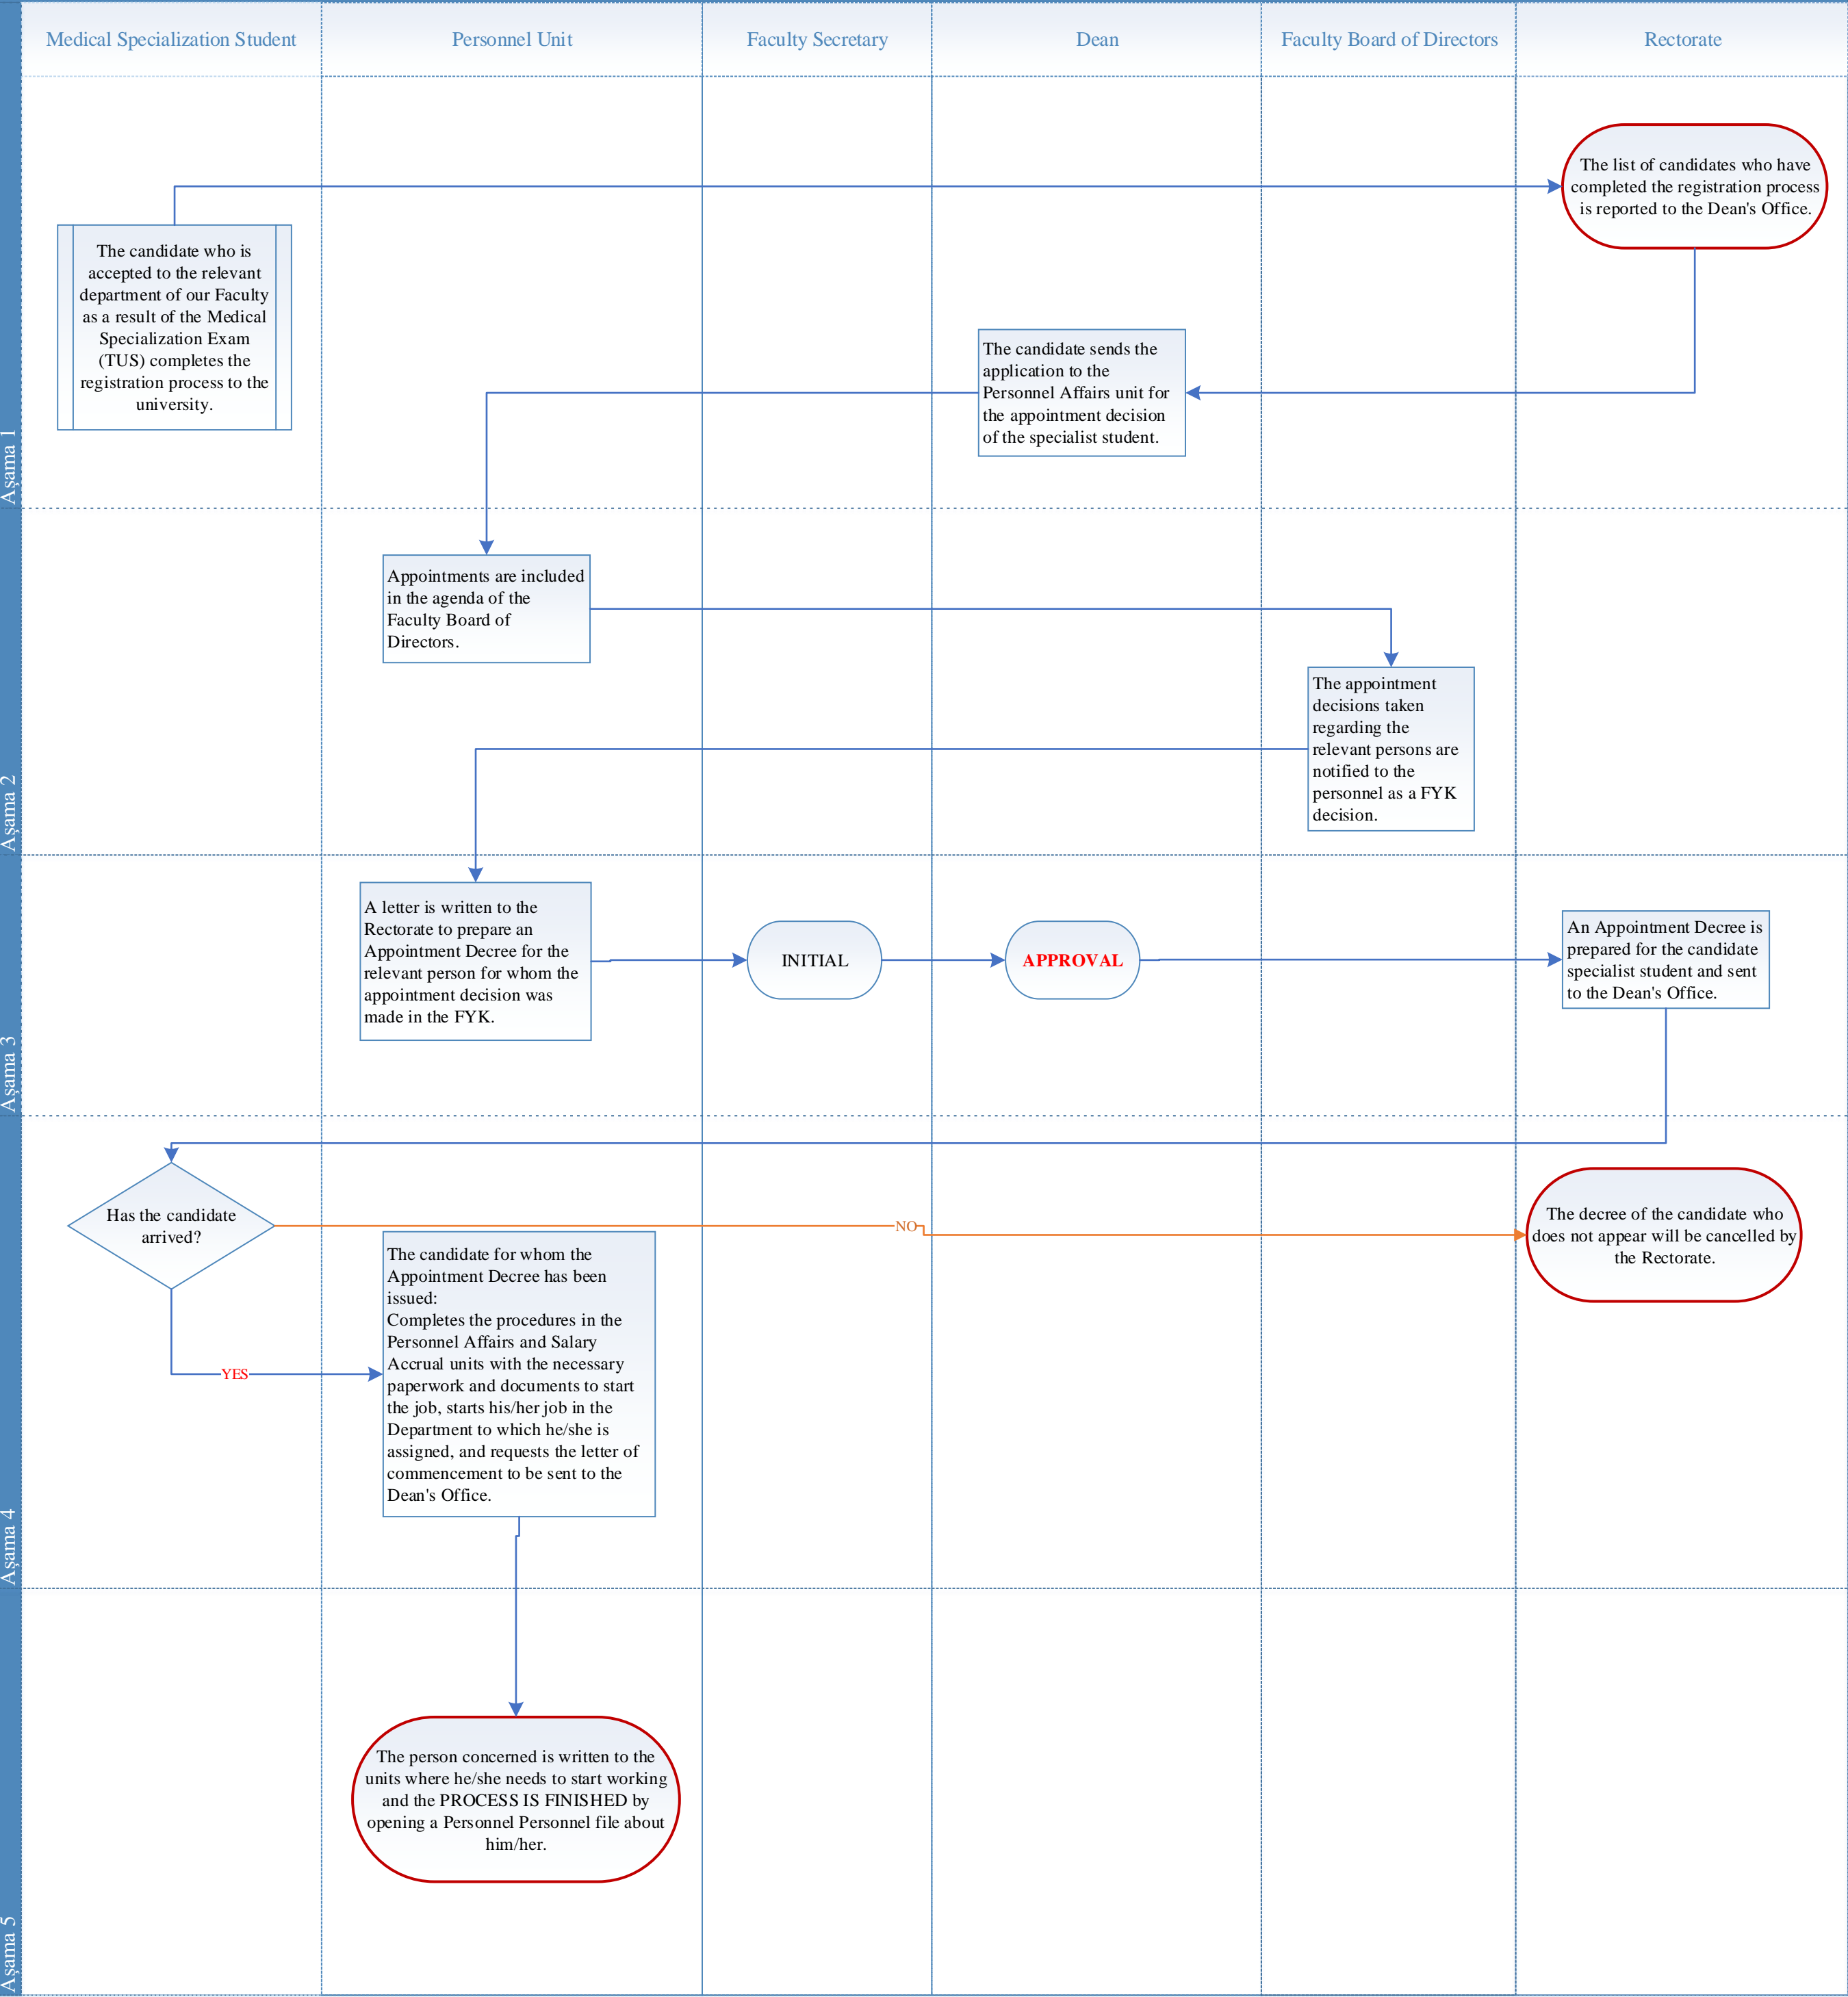 Medical Specialization Student
Personnel Unit
Faculty Secretary
Dean
Faculty Board of Directors
Rectorate
Aşama 1
The list of candidates who have
completed the registration process
is reported to the Dean's Office.
The candidate who is
accepted to the relevant
department of our Faculty
as a result of the Medical
Specialization Exam
(TUS) completes the
registration process to the
university.
The candidate sends the
application to the
Personnel Affairs unit for
the appointment decision
of the specialist student.
Aşama 2
Appointments are included
in the agenda of the
Faculty Board of
Directors.
The appointment
decisions taken
regarding the
relevant persons are
notified to the
personnel as a FYK
decision.
Aşama 3
A letter is written to the
Rectorate to prepare an
Appointment Decree for the
relevant person for whom the
appointment decision was
made in the FYK.
INITIAL
APPROVAL
An Appointment Decree is
prepared for the candidate
specialist student and sent
to the Dean's Office.
Aşama 4
Has the candidate
arrived?
NO
The decree of the candidate who
does not appear will be cancelled by
the Rectorate.
YES
The candidate for whom the
Appointment Decree has been
issued:
Completes the procedures in the
Personnel Affairs and Salary
Accrual units with the necessary
paperwork and documents to start
the job, starts his/her job in the
Department to which he/she is
assigned, and requests the letter of
commencement to be sent to the
Dean's Office.
Aşama 5
The person concerned is written to the
units where he/she needs to start working
and the PROCESS IS FINISHED by
opening a Personnel Personnel file about
him/her.